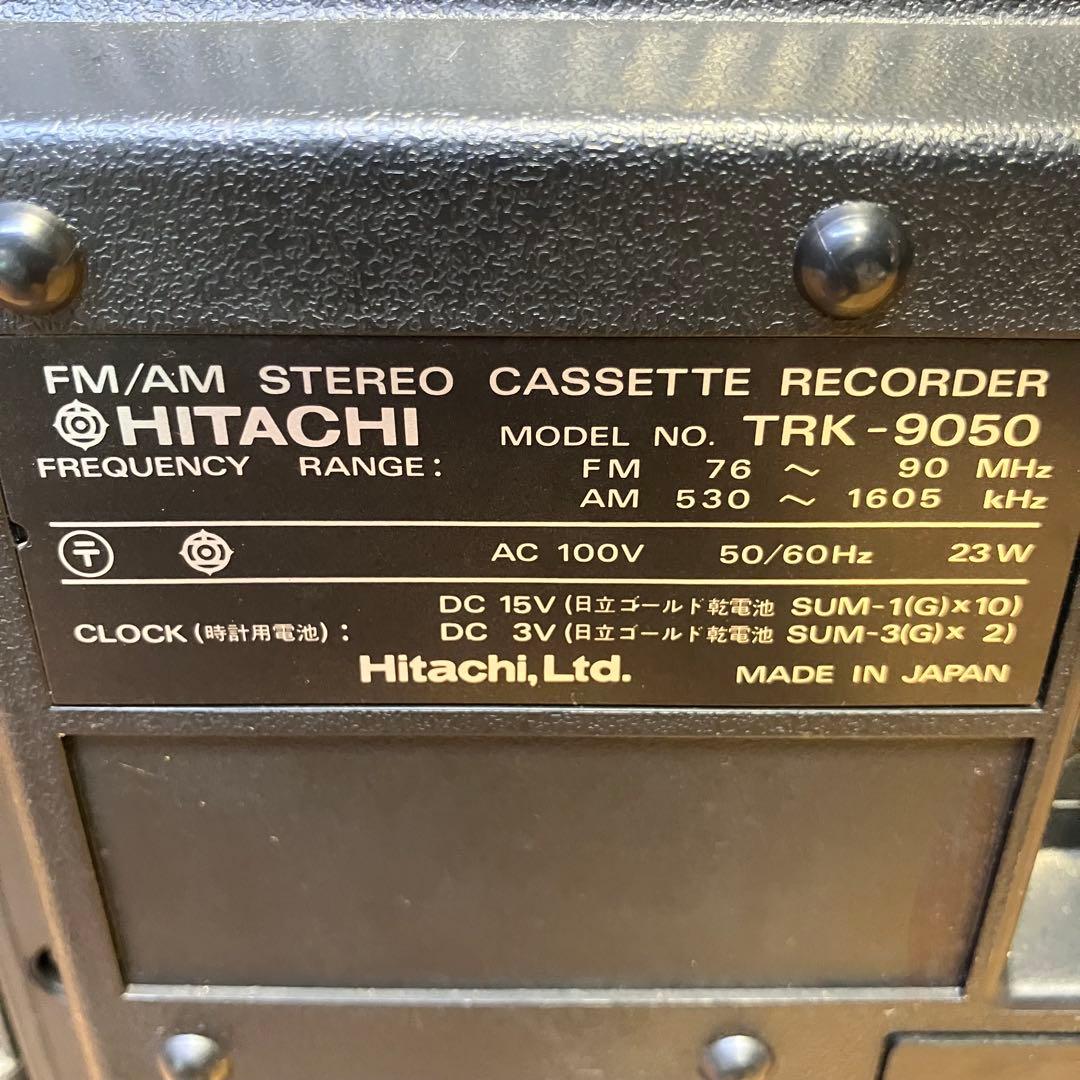 FM/AM STEREO CASSETTE RECORDER
HITACHI MODEL NO. TRK-9050
FREQUENCY RANGE: FM 76 ~ 90 MHz
AM 530 ~ 1605 kHz
〒 AC 100V 50/60Hz 23W
DC 15V (日立ゴールド乾電池 SUM-1(G)×10)
CLOCK (時計用電池): DC 3V (日立ゴールド乾電池 SUM-3(G)× 2)
Hitachi, Ltd. MADE IN JAPAN